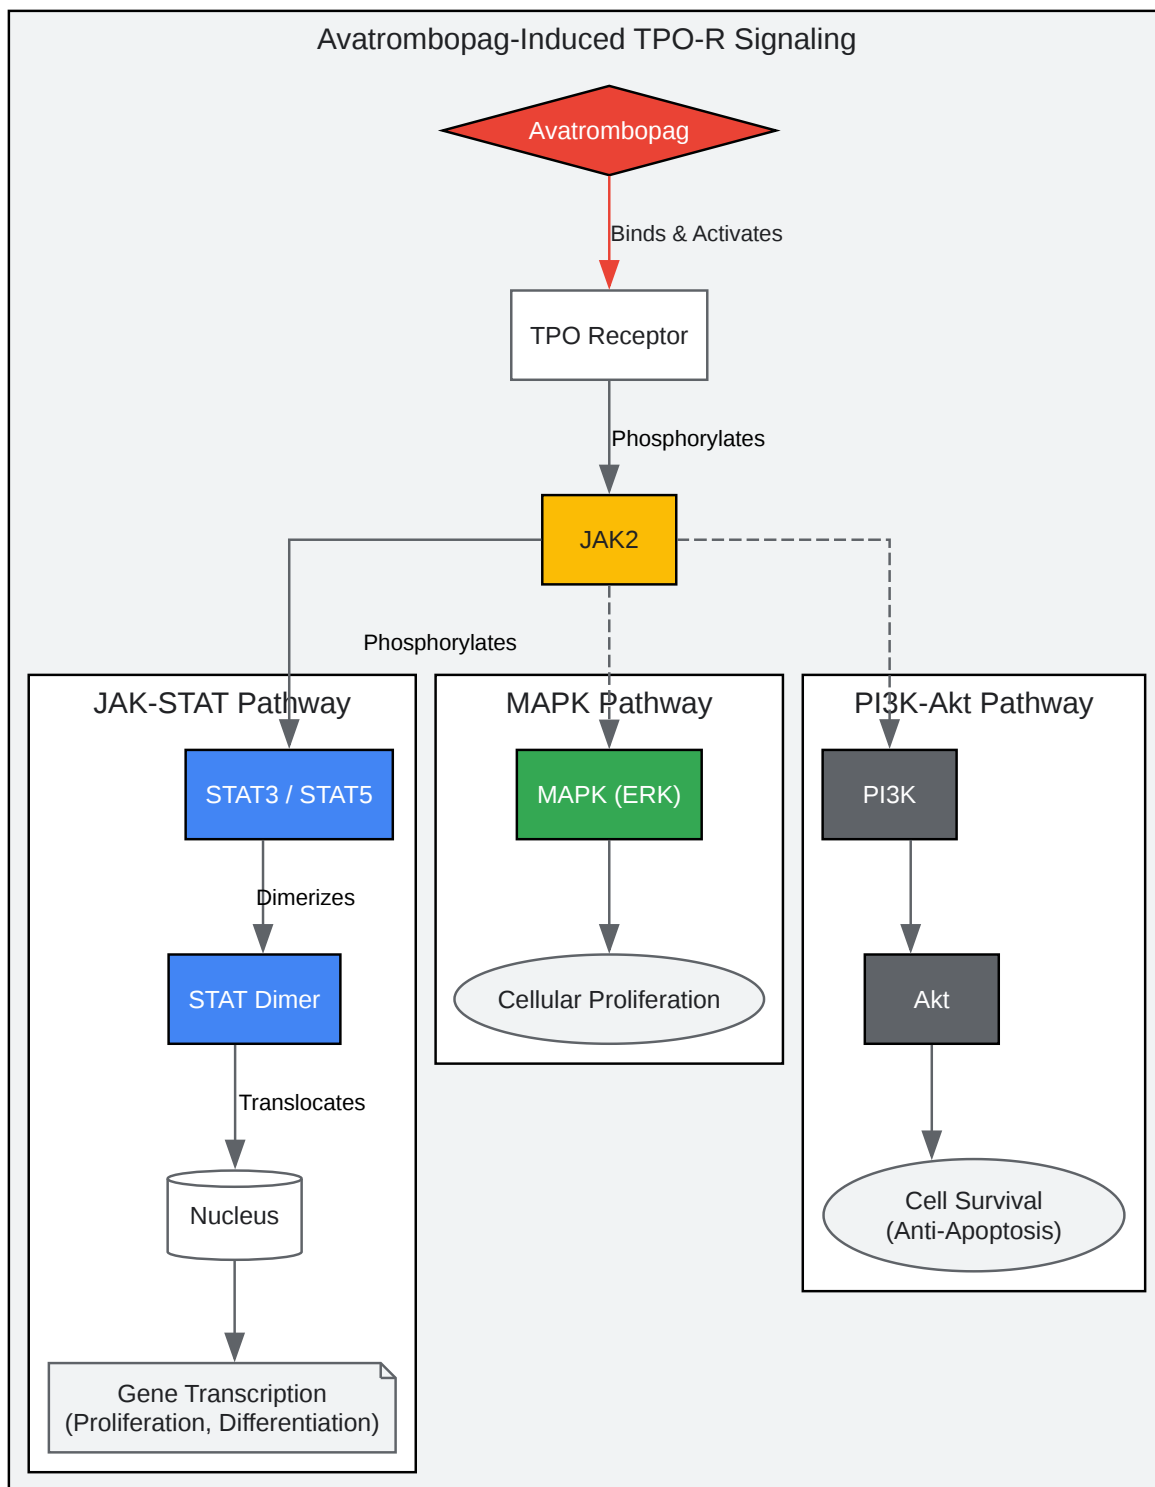 Avatrombopag-Induced TPO-R Signaling
Avatrombopag
Binds & Activates
TPO Receptor
Phosphorylates
JAK2
Phosphorylates
JAK-STAT Pathway
STAT3 / STAT5
Dimerizes
STAT Dimer
Translocates
Nucleus
Gene Transcription
(Proliferation, Differentiation)
MAPK Pathway
MAPK (ERK)
Cellular Proliferation
PI3K-Akt Pathway
PI3K
Akt
Cell Survival
(Anti-Apoptosis)